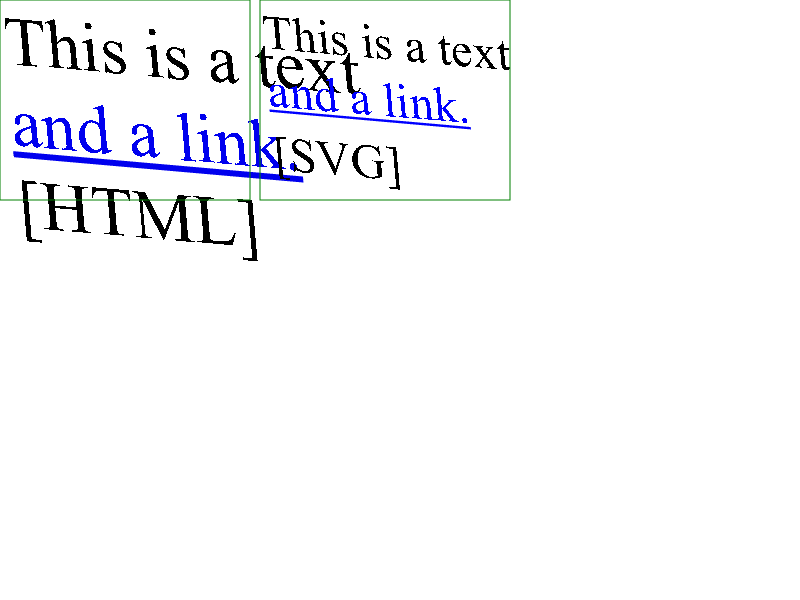 This is a text
and a link.
[HTML]
This is a text
and a link.
[SVG]